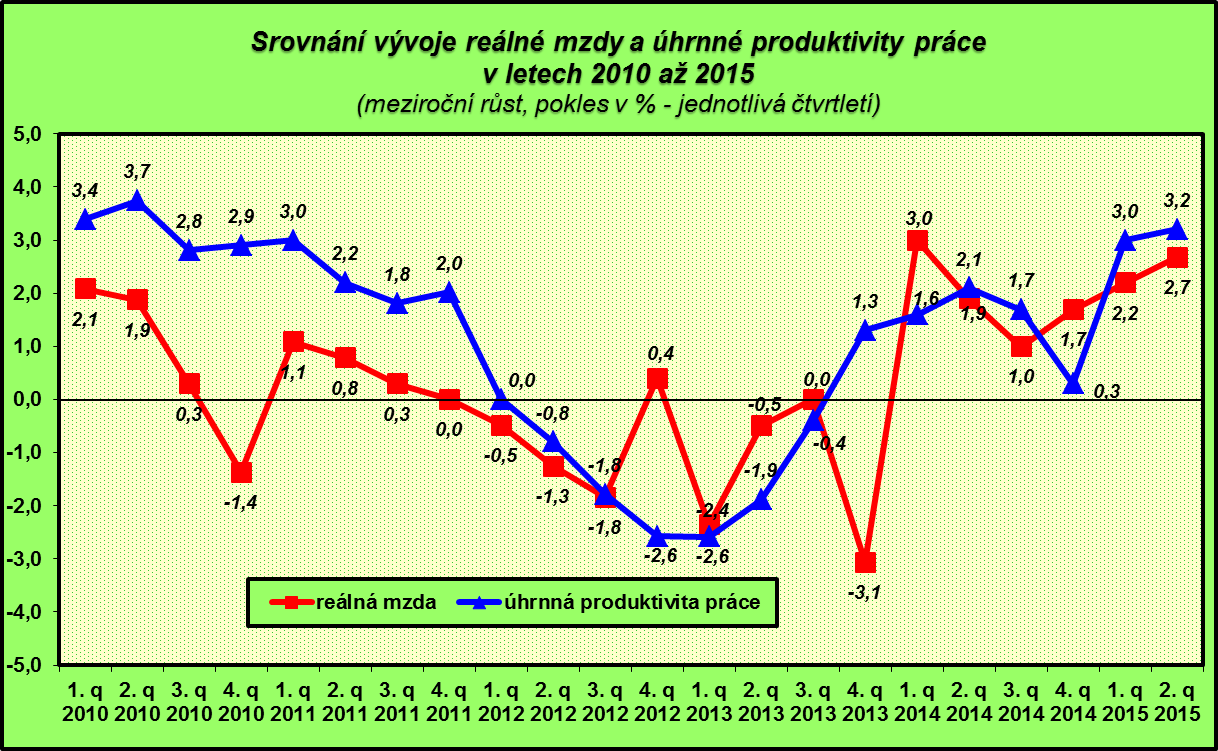 Srovnání vývoje reálné mzdy a úhrnné produktivity práce
v letech 2010 až 2015
(meziroční růst, pokles v % - jednotlivá čtvrtletí)
5,0
4,0
3,0
2,0
1,0
0,0
-1,0
-2,0
-3,0
-4,0
-5,0
3,4 3,7 2,8 2,9 3,0 2,2 1,8 2,0 0,0 -0,8 -1,8 -2,6 -2,6 -1,9 -0,4 1,3 1,6 2,1 1,7 0,3 3,0 3,2
2,1 1,9 0,3 -1,4 1,1 0,8 0,3 0,0 -0,5 -1,3 -1,8 0,4 -2,4 -0,5 0,0 -3,1 3,0 1,9 1,0 1,7 2,2 2,7
reálná mzda úhrnná produktivita práce
1. q 2. q 3. q 4. q 1. q 2. q 3. q 4. q 1. q 2. q 3. q 4. q 1. q 2. q 3. q 4. q 1. q 2. q 3. q 4. q 1. q 2. q
2010 2010 2010 2010 2011 2011 2011 2011 2012 2012 2012 2012 2013 2013 2013 2013 2014 2014 2014 2014 2015 2015